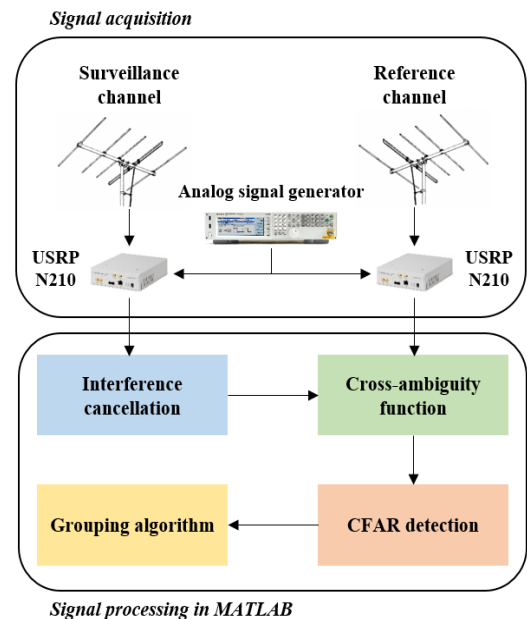 Signal acquisition
Surveillance
channel
Reference
channel
Analog signal generator
USRP
N210
USRP
N210
Interference
cancellation
Cross-ambiguity
function
Grouping algorithm
CFAR detection
Signal processing in MATLAB